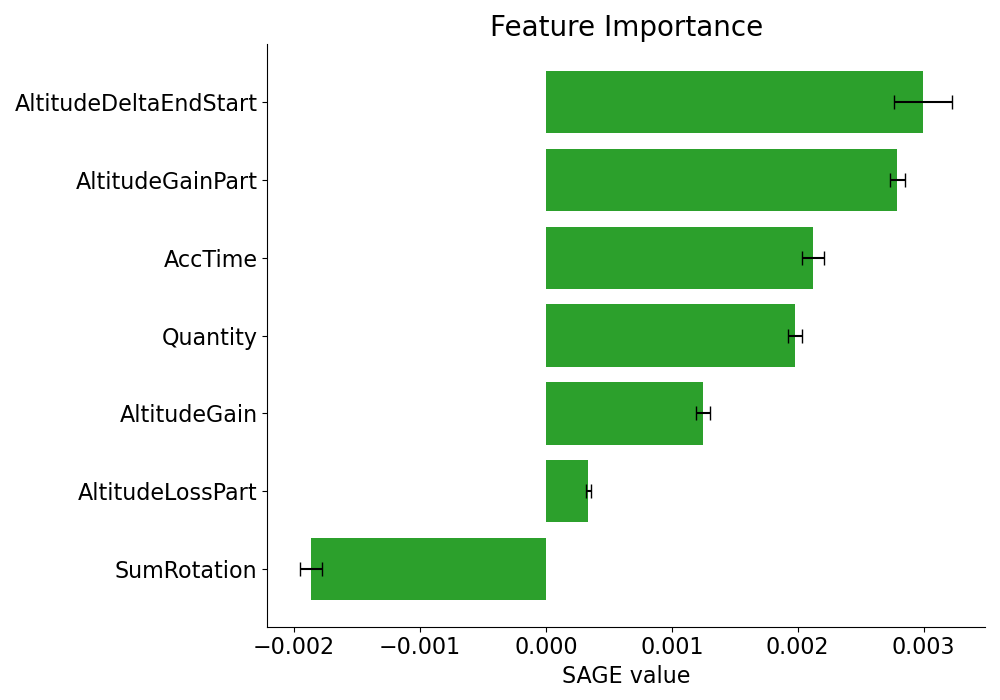 Feature Importance
AltitudeDeltaEndStart
AltitudeGainPart
AccTime
Quantity
AltitudeGain
AltitudeLossPart
SumRotation
−0.002 −0.001 0.000 0.001 0.002 0.003
SAGE value